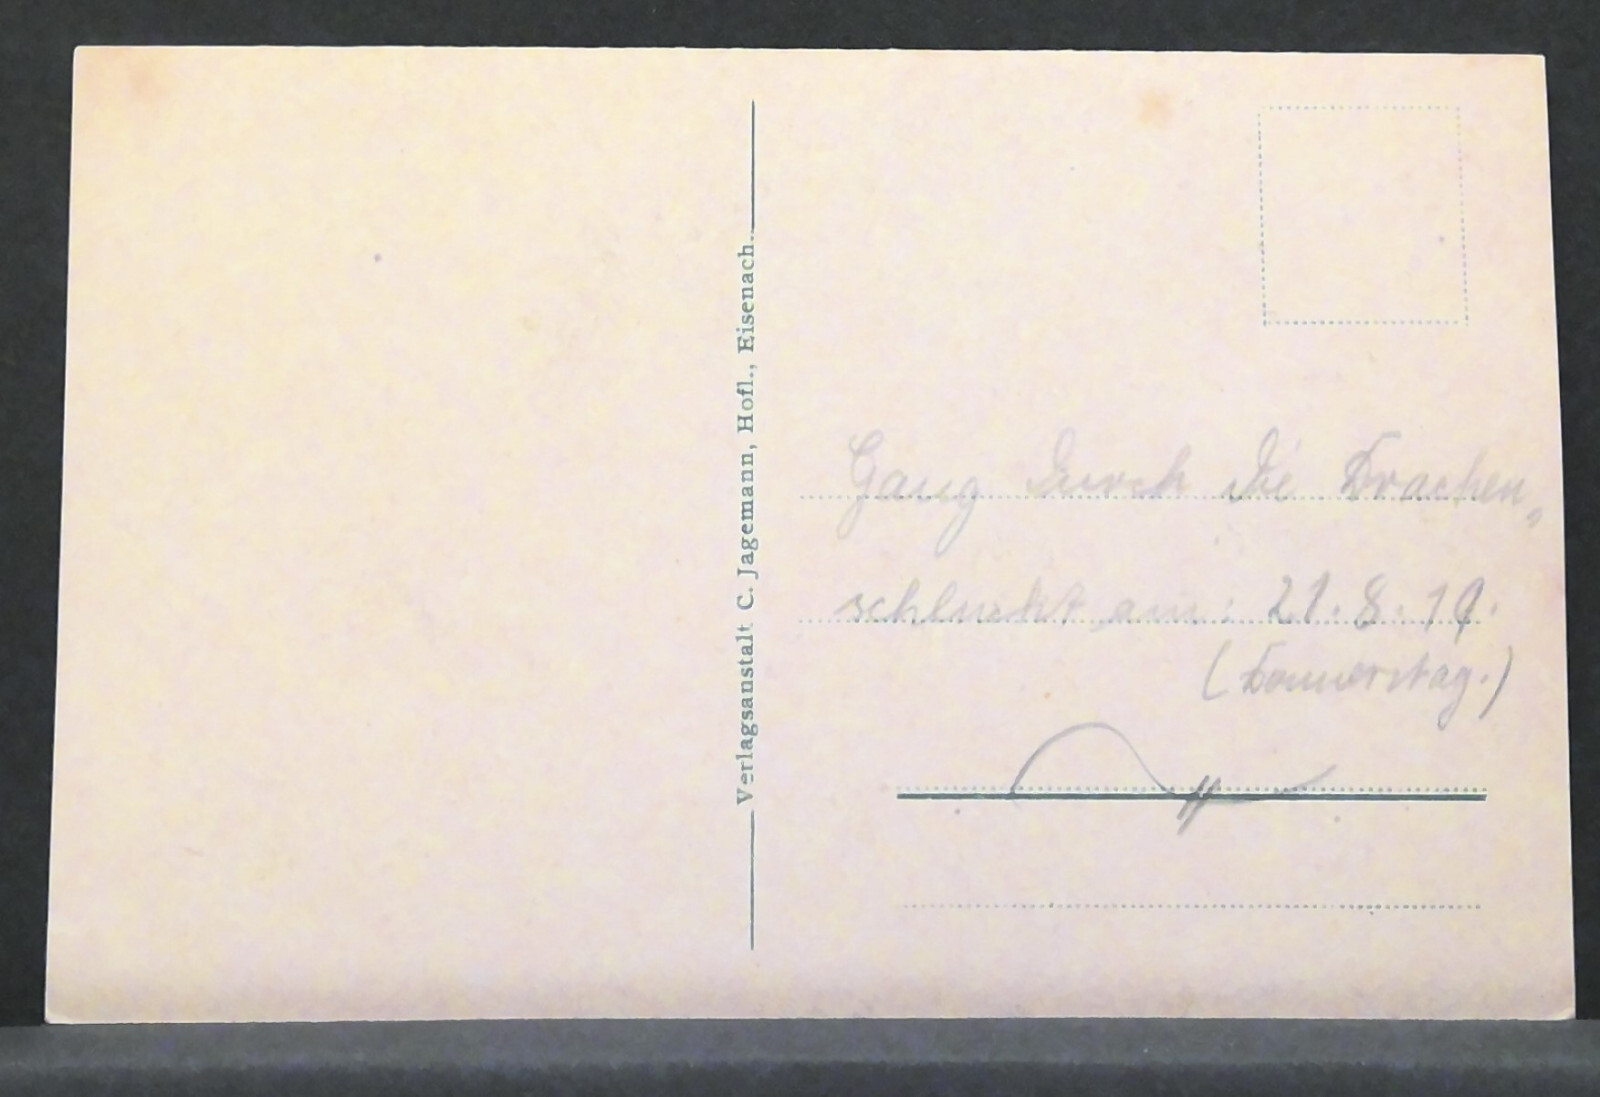 Verlagsanstalt C. Jagemann, Hofl., Eisenach.
Gang durch die Drachen„
schlucht am: 21.8.19.
(Donnerstag.)